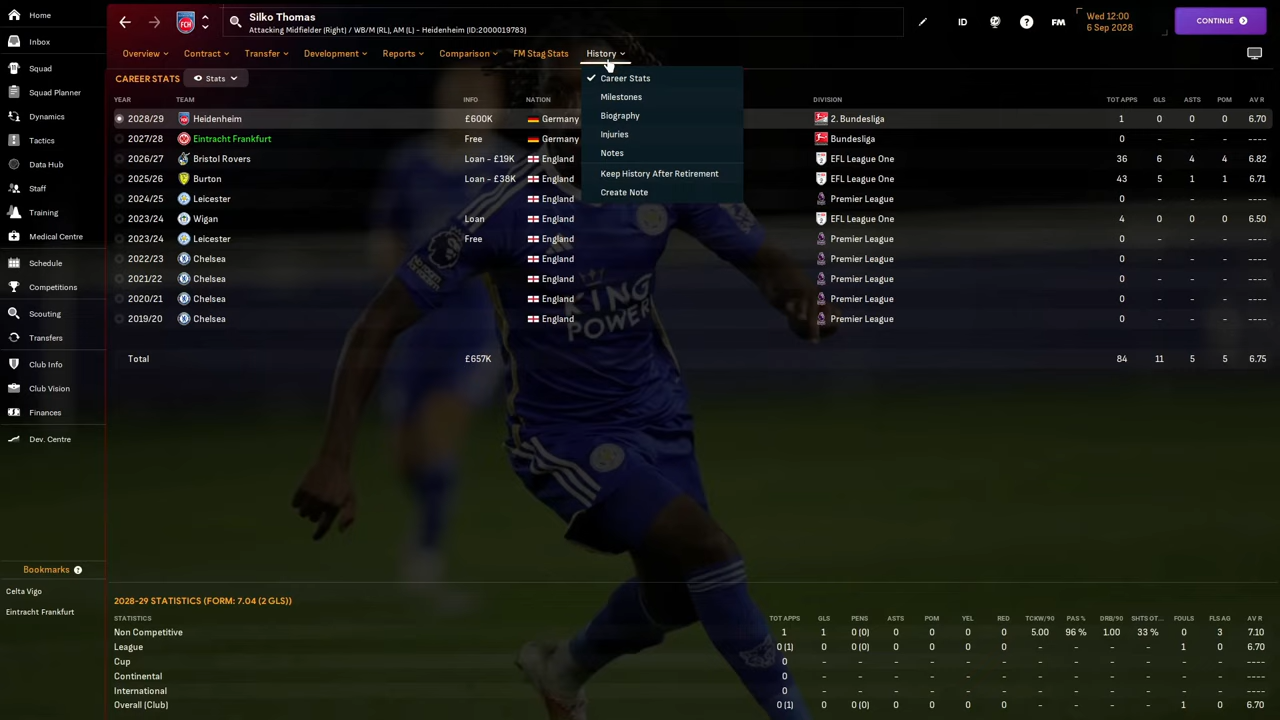 Home
Inbox
Squad
Squad Planner
Dynamics
Tactics
Data Hub
Staff
Training
Medical Centre
Schedule
Competitions
Scouting
Transfers
Club Info
Club Vision
Finances
Dev. Centre
Bookmarks ?
Celta Vigo
Eintracht Frankfurt
Silko Thomas
Attacking Midfielder (Right) / WB/M (RL), AM (L) - Heidenheim (ID:2000019783)
ID ? FM
Wed 12:00
6 Sep 2028
CONTINUE
Overview Contract Transfer Development Reports Comparison FM Stag Stats History
CAREER STATS Stats
Career Stats
Milestones
Biography
Injuries
Notes
Keep History After Retirement
Create Note
YEAR TEAM INFO NATION DIVISION TOT APPS GLS ASTS POM AV R
2028/29 Heidenheim £600K Germany 2. Bundesliga 1 0 0 0 6.70
2027/28 Eintracht Frankfurt Free Germany Bundesliga 0 - - - ----
2026/27 Bristol Rovers Loan - £19K England EFL League One 36 6 4 4 6.82
2025/26 Burton Loan - £38K England EFL League One 43 5 1 1 6.71
2024/25 Leicester England Premier League 0 - - - ----
2023/24 Wigan Loan England EFL League One 4 0 0 0 6.50
2023/24 Leicester Free England Premier League 0 - - - ----
2022/23 Chelsea England Premier League 0 - - - ----
2021/22 Chelsea England Premier League 0 - - - ----
2020/21 Chelsea England Premier League 0 - - - ----
2019/20 Chelsea England Premier League 0 - - - ----
Total £657K 84 11 5 5 6.75
KING
POWER
2028-29 STATISTICS (FORM: 7.04 (2 GLS))
STATISTICS TOT APPS GLS PENS ASTS POM YEL RED TCKW/90 PAS % DRB/90 SHTS OT... FOULS FLS AG AV R
Non Competitive 1 1 0 (0) 0 0 0 0 5.00 96 % 1.00 33 % 0 3 7.10
League 0 (1) 0 0 (0) 0 0 0 0 - - - - 1 0 6.70
Cup 0 - - - - - - - - - - - - ----
Continental 0 - - - - - - - - - - - - ----
International 0 - - - - - - - - - - - - ----
Overall (Club) 0 (1) 0 0 (0) 0 0 0 0 - - - - 1 0 6.70